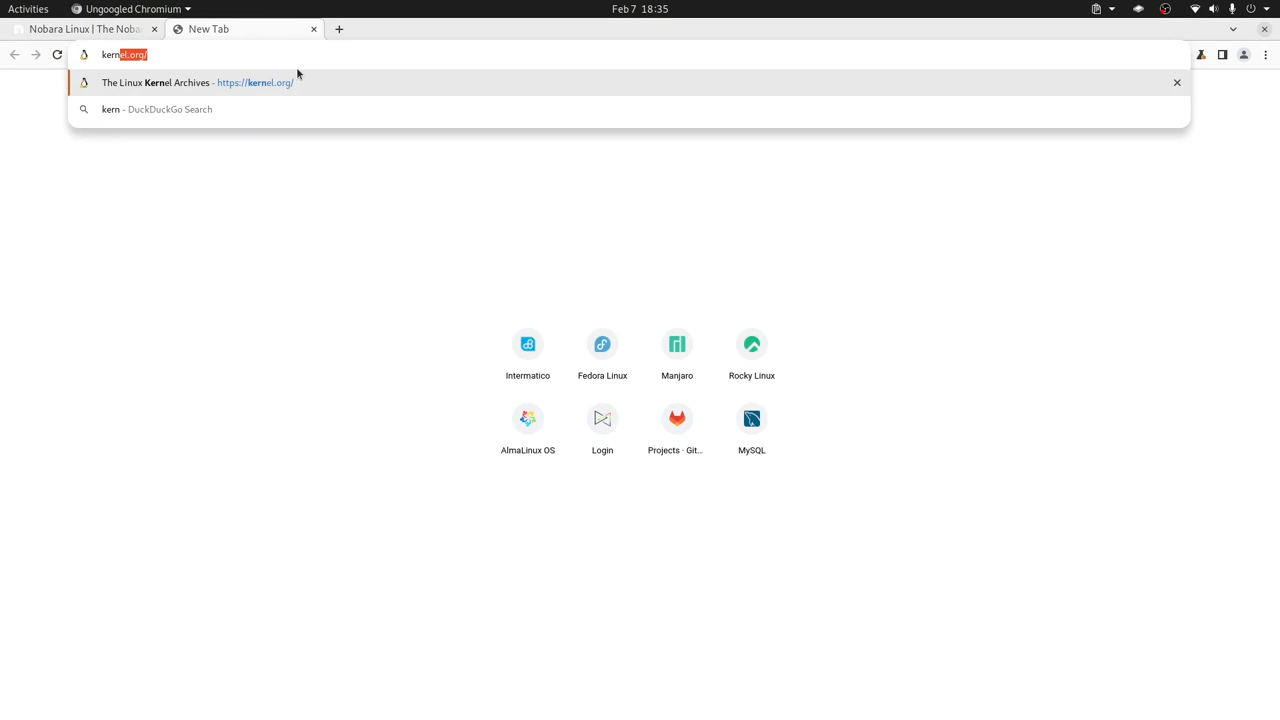 Activities Ungoogled Chromium Feb 7 18:35
Nobara Linux | The Noba New Tab
kernel.org/
The Linux Kernel Archives - https://kernel.org/
kern - DuckDuckGo Search
Intermatico Fedora Linux Manjaro Rocky Linux
AlmaLinux OS Login Projects · Git... MySQL